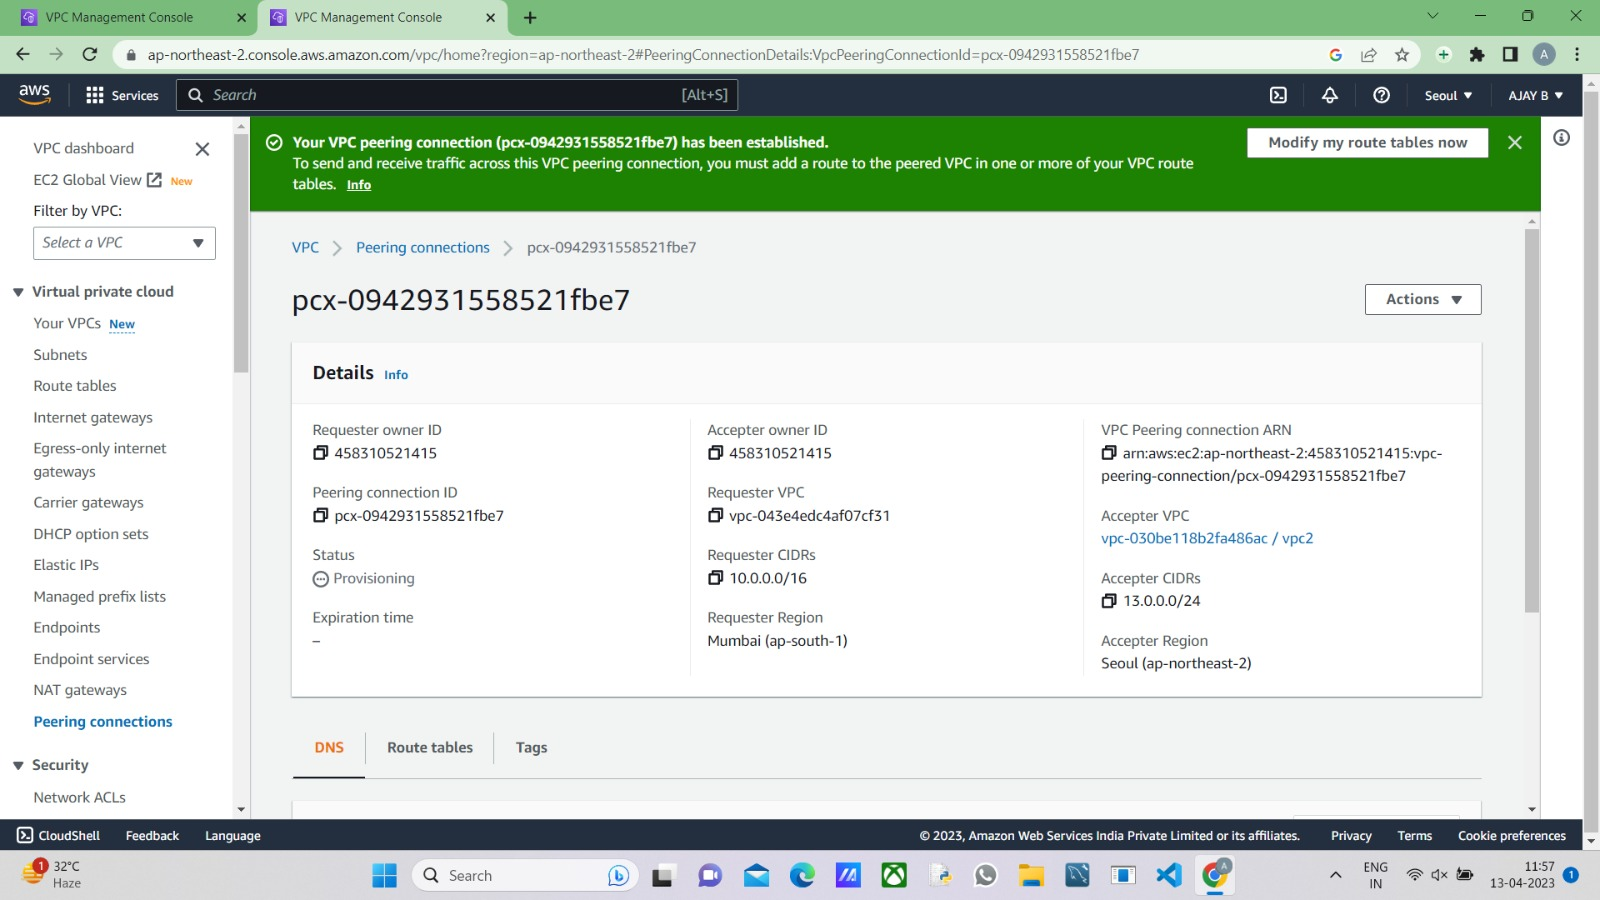 VPC Management Console
VPC Management Console
ap-northeast-2.console.aws.amazon.com/vpc/home?region=ap-northeast-2#PeeringConnectionDetails:VpcPeeringConnectionId=pcx-0942931558521fbe7
G
A
aws
Services
Search
[Alt+S]
Seoul
AJAY B
VPC dashboard
EC2 Global View New
Filter by VPC:
Select a VPC
Virtual private cloud
Your VPCs New
Subnets
Route tables
Internet gateways
Egress-only internet
gateways
Carrier gateways
DHCP option sets
Elastic IPs
Managed prefix lists
Endpoints
Endpoint services
NAT gateways
Peering connections
Security
Network ACLs
Your VPC peering connection (pcx-0942931558521fbe7) has been established.
To send and receive traffic across this VPC peering connection, you must add a route to the peered VPC in one or more of your VPC route
tables. Info
Modify my route tables now
VPC
Peering connections
pcx-0942931558521fbe7
pcx-0942931558521fbe7
Actions
Details Info
Requester owner ID
458310521415
Peering connection ID
pcx-0942931558521fbe7
Status
Provisioning
Expiration time
–
Accepter owner ID
458310521415
Requester VPC
vpc-043e4edc4af07cf31
Requester CIDRs
10.0.0.0/16
Requester Region
Mumbai (ap-south-1)
VPC Peering connection ARN
arn:aws:ec2:ap-northeast-2:458310521415:vpc-
peering-connection/pcx-0942931558521fbe7
Accepter VPC
vpc-030be118b2fa486ac / vpc2
Accepter CIDRs
13.0.0.0/24
Accepter Region
Seoul (ap-northeast-2)
DNS
Route tables
Tags
CloudShell
Feedback
Language
© 2023, Amazon Web Services India Private Limited or its affiliates.
Privacy
Terms
Cookie preferences
1
32°C
Haze
Search
A
ENG
IN
11:57
13-04-2023
1